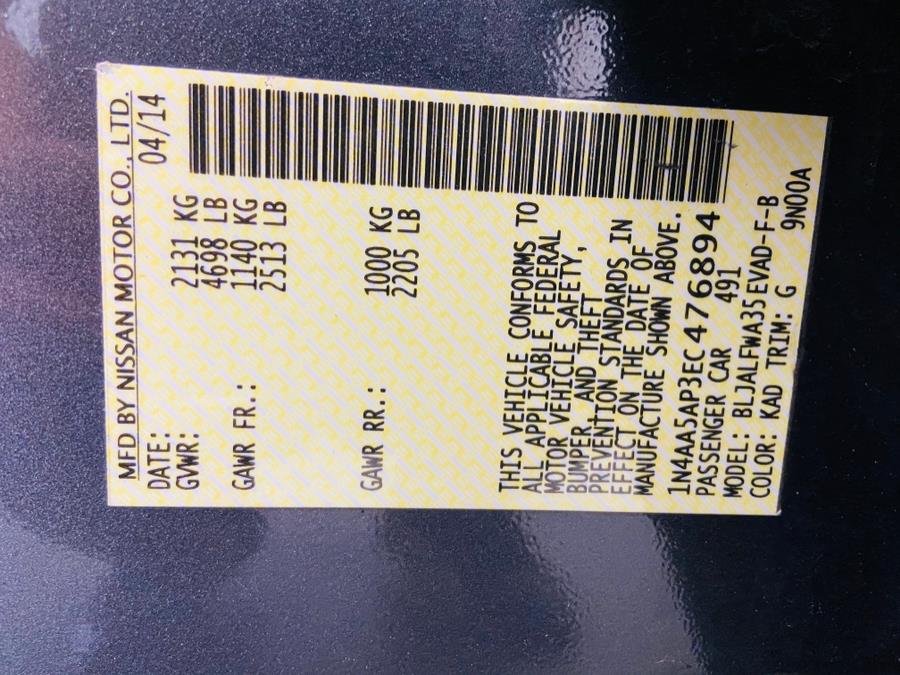 MFD BY NISSAN MOTOR CO., LTD.
DATE: 04/14
GVWR: 2131 KG
4698 LB
GAWR FR.: 1140 KG
2513 LB
GAWR RR.: 1000 KG
2205 LB
THIS VEHICLE CONFORMS TO
ALL APPLICABLE FEDERAL
MOTOR VEHICLE SAFETY,
BUMPER, AND THEFT
PREVENTION STANDARDS IN
EFFECT ON THE DATE OF
MANUFACTURE SHOWN ABOVE.
1N4AA5AP3EC476894
PASSENGER CAR 491
MODEL: BLJALFWA35EVAD-F-B
COLOR: KAD TRIM: G 9N00A